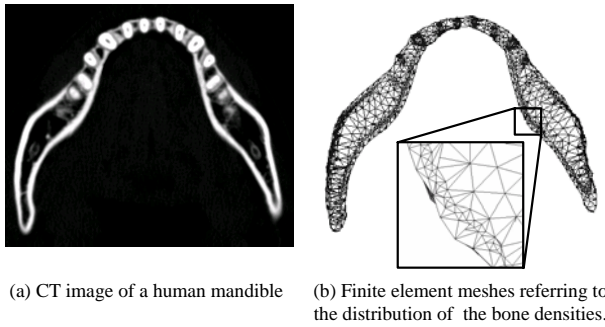 (a) CT image of a human mandible
(b) Finite element meshes referring to
the distribution of the bone densities.